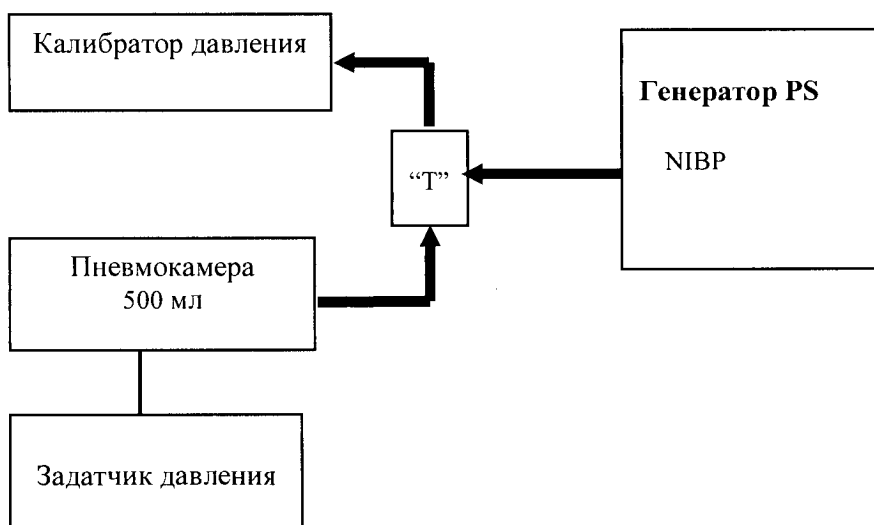 Калибратор давления
Генератор PS
NIBP
“T”
Пневмокамера
500 мл
Задатчик давления